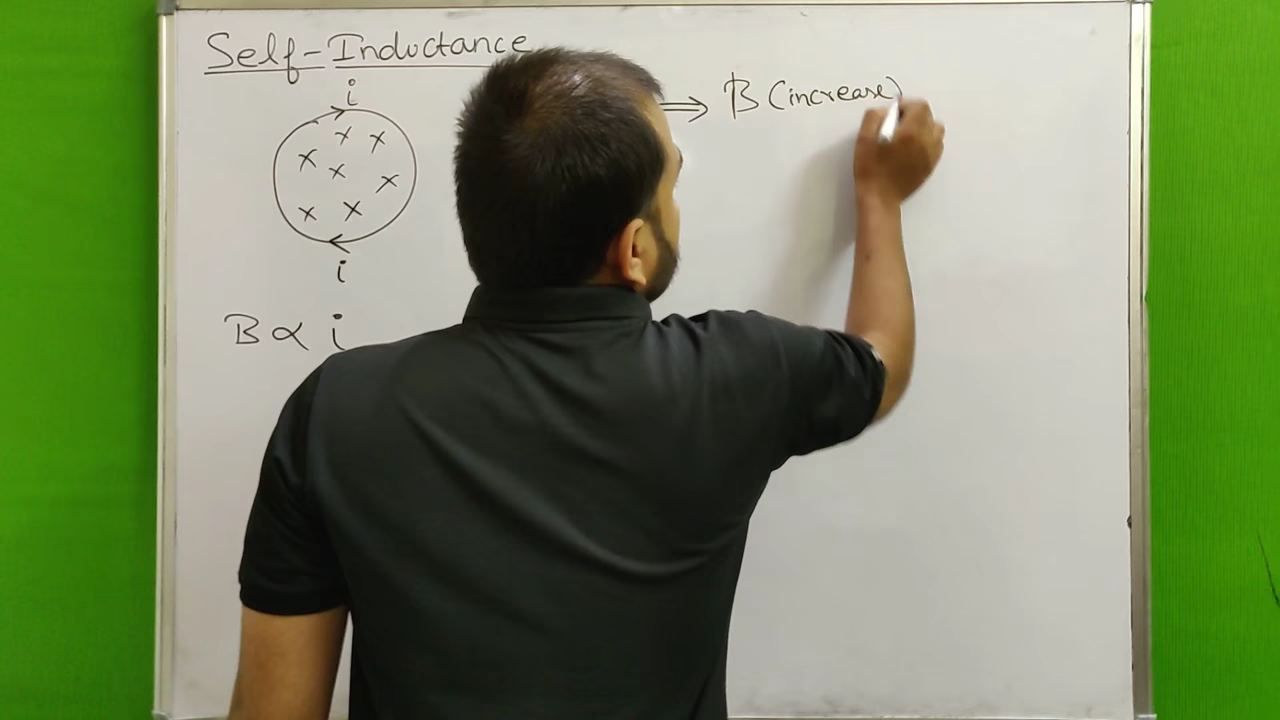 Self-Inductance
⇒ B (increase)
i
× × × × × × ×
i
B ∝ i